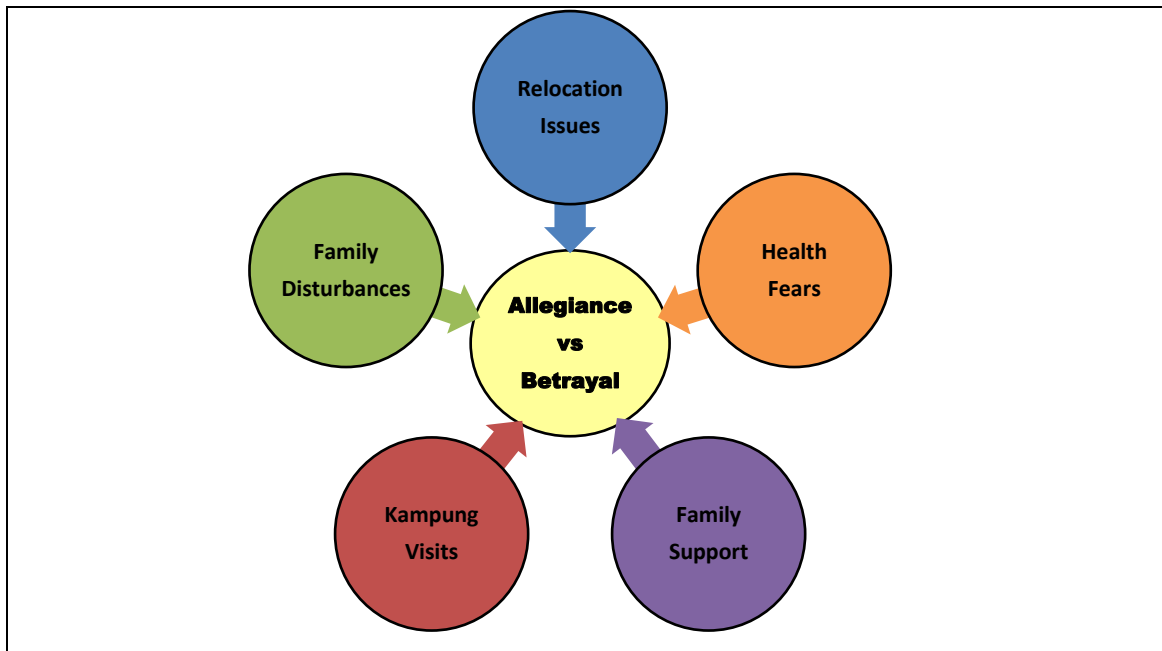 Relocation
Issues
Family
Disturbances
Health
Fears
Allegiance
vs
Betrayal
Kampung
Visits
Family
Support